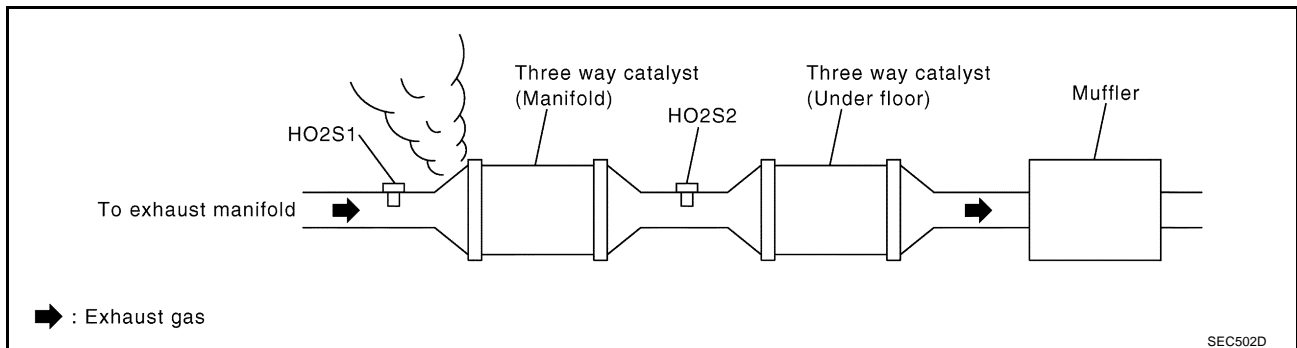 Three way catalyst
(Manifold)
Three way catalyst
(Under floor)
Muffler
HO2S1
HO2S2
To exhaust manifold
: Exhaust gas
SEC502D